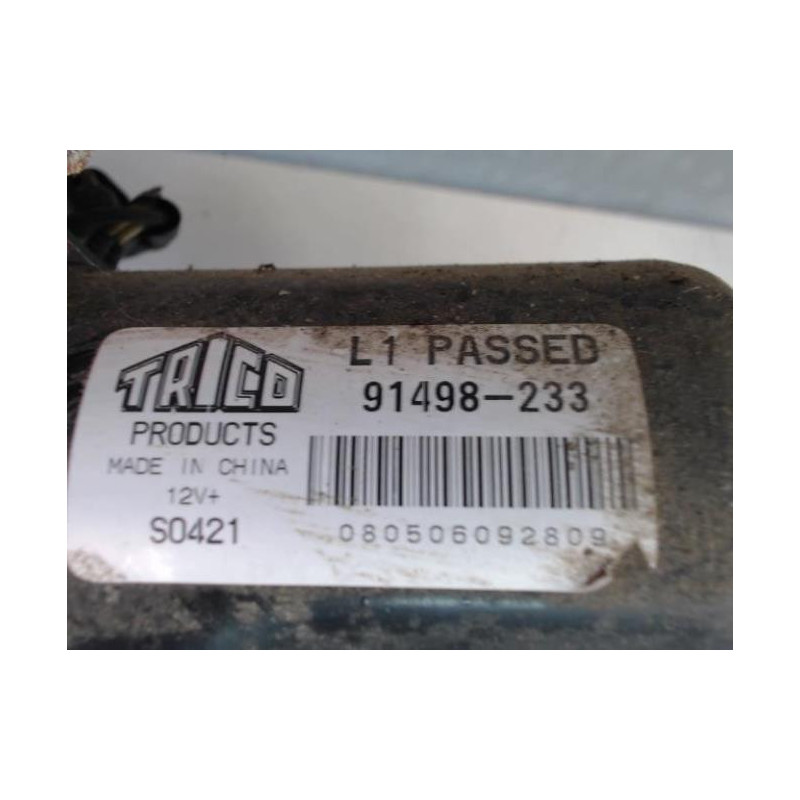 TRICO
PRODUCTS
MADE IN CHINA
12V+
S0421
L1 PASSED
91498-233
080506092809